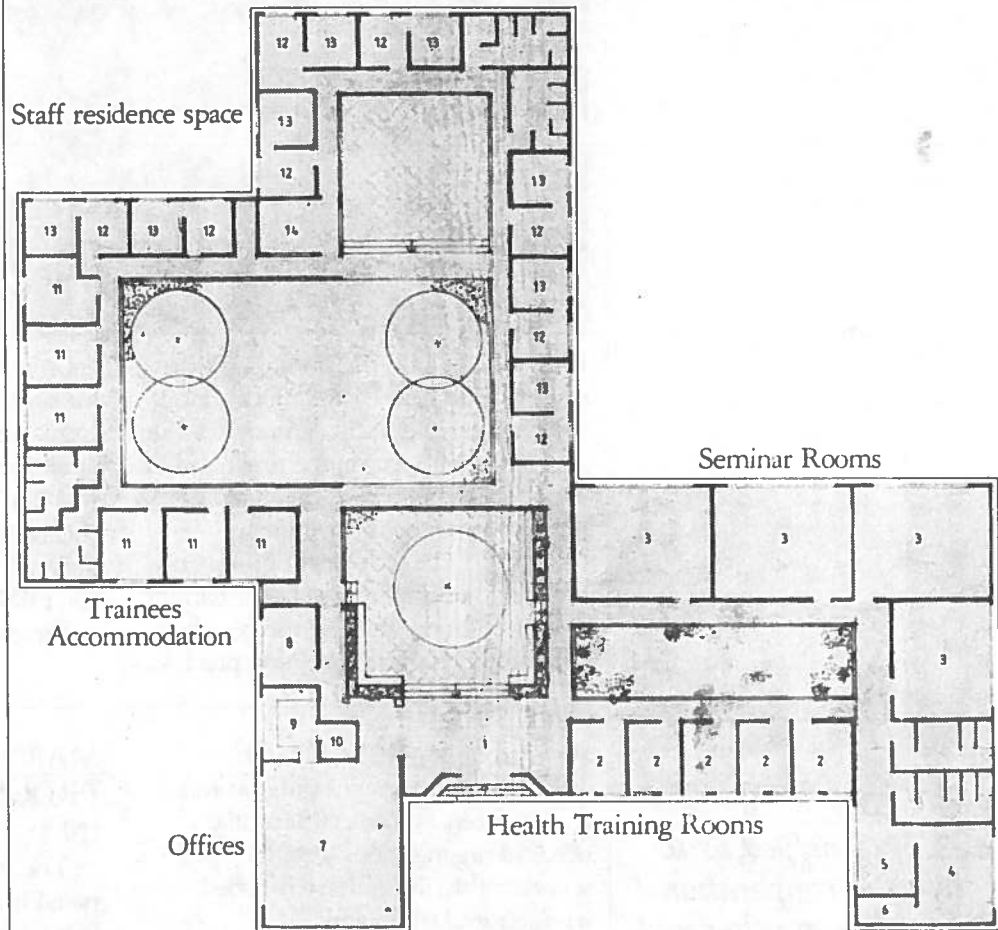 12 13 12 13
Staff residence space
13
12
13
13 12 13 12 14
12
11
13
11
12
11
13
12
Seminar Rooms
11 11 11
3 3 3
Trainees
Accommodation
8
3
9
10
1
2 2 2 2 2
Offices
7
Health Training Rooms
5
4
6